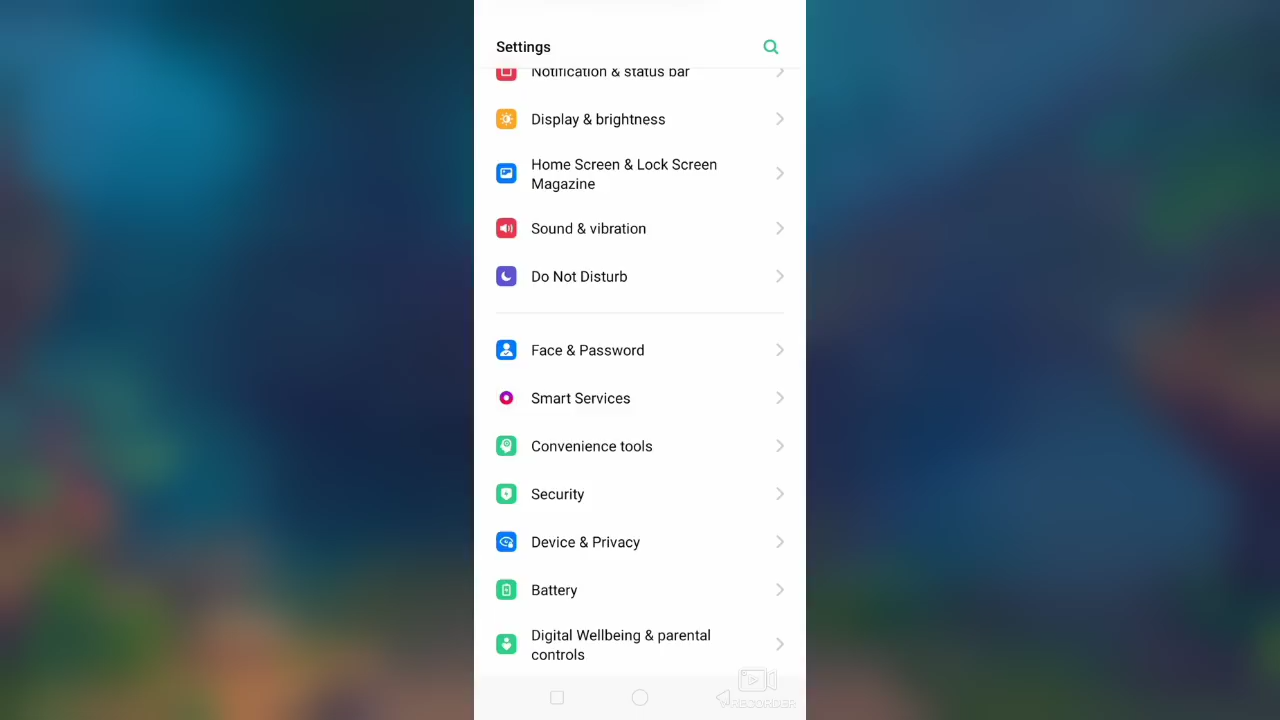 Settings
Notification & status bar
Display & brightness
Home Screen & Lock Screen
Magazine
Sound & vibration
Do Not Disturb
Face & Password
Smart Services
Convenience tools
Security
Device & Privacy
Battery
Digital Wellbeing & parental
controls
RECORDER